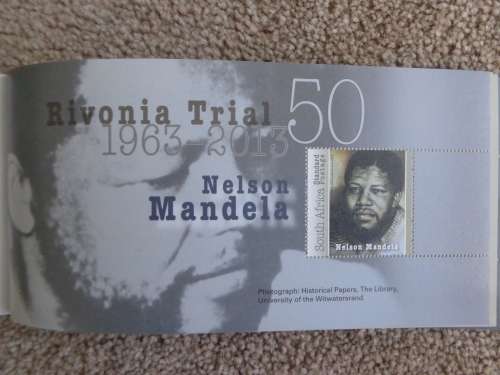 Rivonia Trial 50
1963-2013
Nelson
Mandela
South Africa
Standard
Postage
Nelson Mandela
Photograph: Historical Papers, The Library,
University of the Witwatersrand